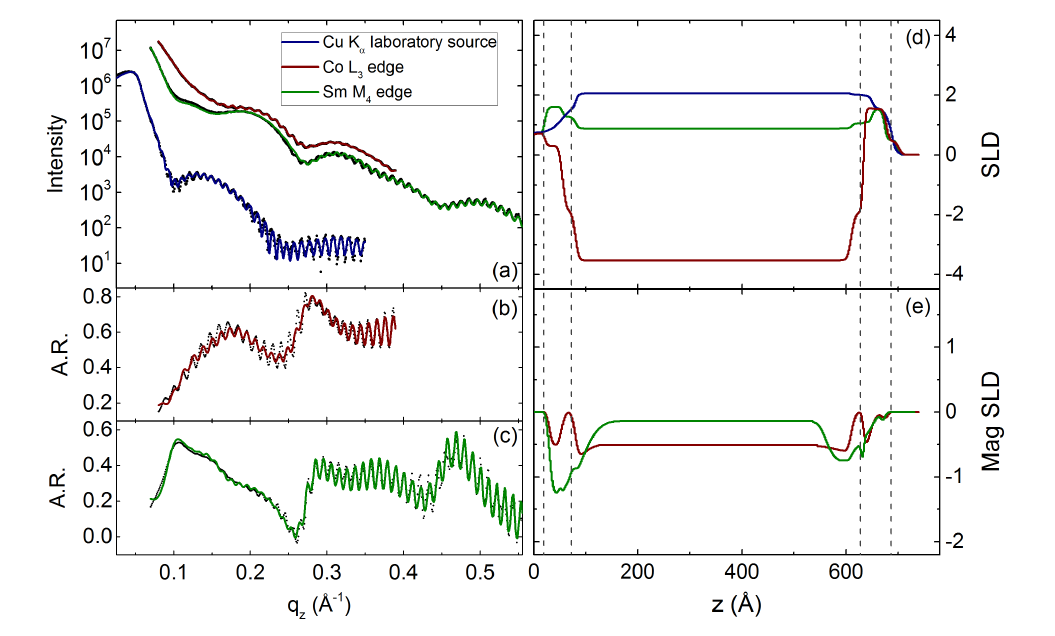 Cu Kα laboratory source
Co L3 edge
Sm M4 edge
10⁷
10⁶
10⁵
10⁴
10³
10²
10¹
Intensity
(a)
0.8
0.6
0.4
0.2
A.R.
(b)
0.6
0.4
0.2
0.0
A.R.
(c)
0.1 0.2 0.3 0.4 0.5
qz (Å⁻¹)
(d)
4
2
0
-2
-4
SLD
(e)
1
0
-1
-2
Mag SLD
0 200 400 600
z (Å)